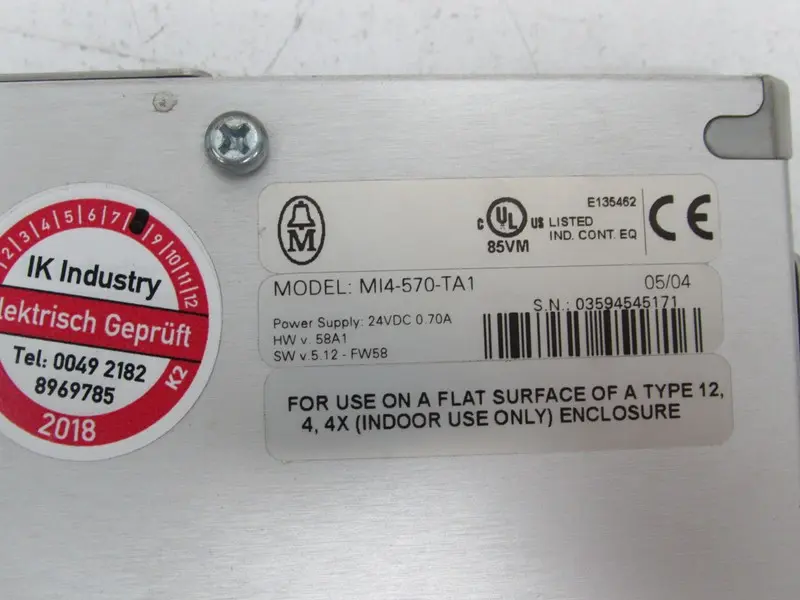 M
C UL US LISTED
85VM
IND. CONT. EQ
E135462
CE
MODEL: MI4-570-TA1
05/04
Power Supply: 24VDC 0.70A
HW v. 58A1
SW v.5.12 - FW58
S.N.: 03594545171
FOR USE ON A FLAT SURFACE OF A TYPE 12,
4, 4X (INDOOR USE ONLY) ENCLOSURE
2|3|4|5|6|7| |9|10|11|12
IK Industry
lektrisch Geprüft
Tel: 0049 2182
8969785
K2
2018